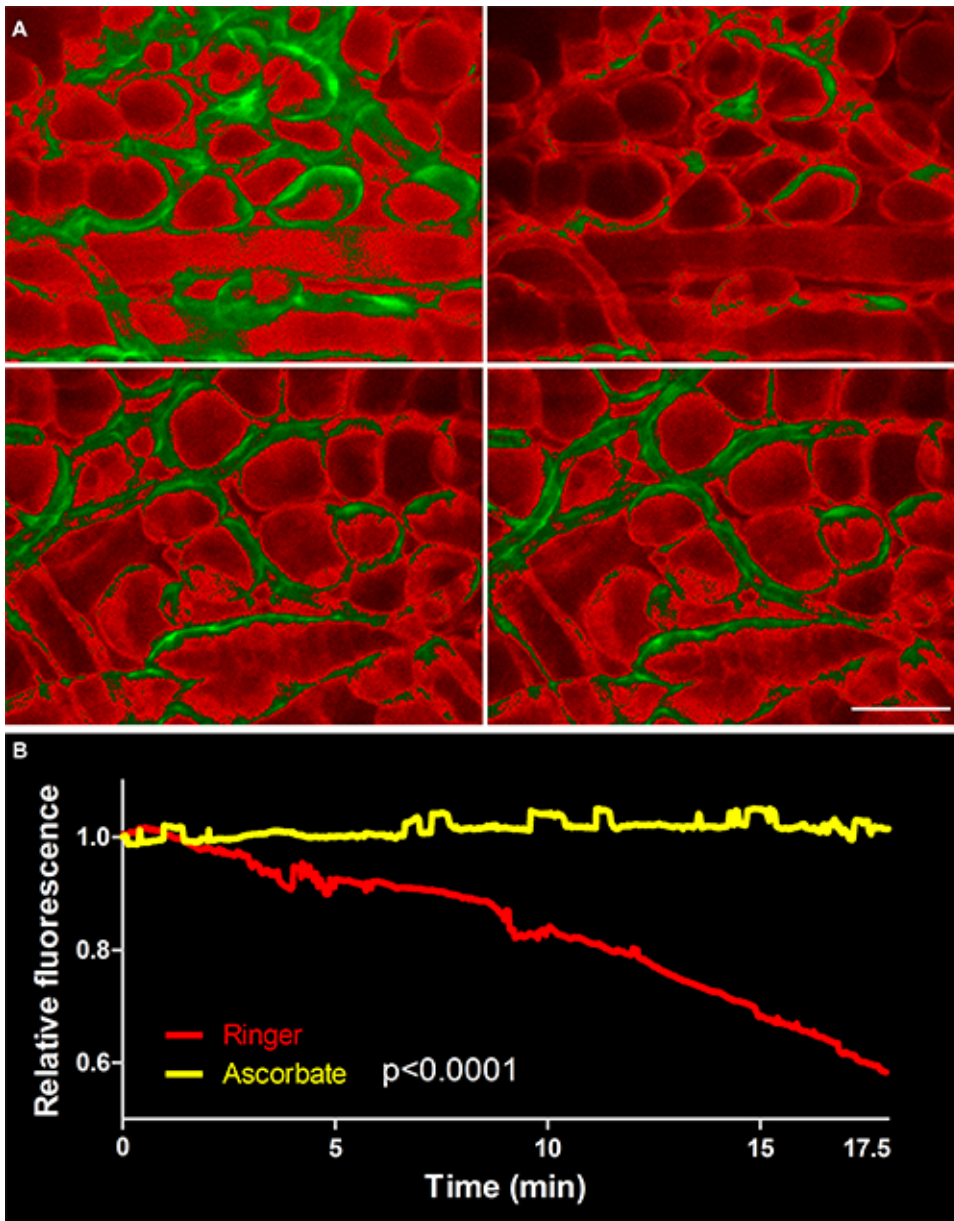 A
B
Relative fluorescence
1.0
0.8
0.6
Ringer
Ascorbate p<0.0001
0 5 10 15 17.5
Time (min)